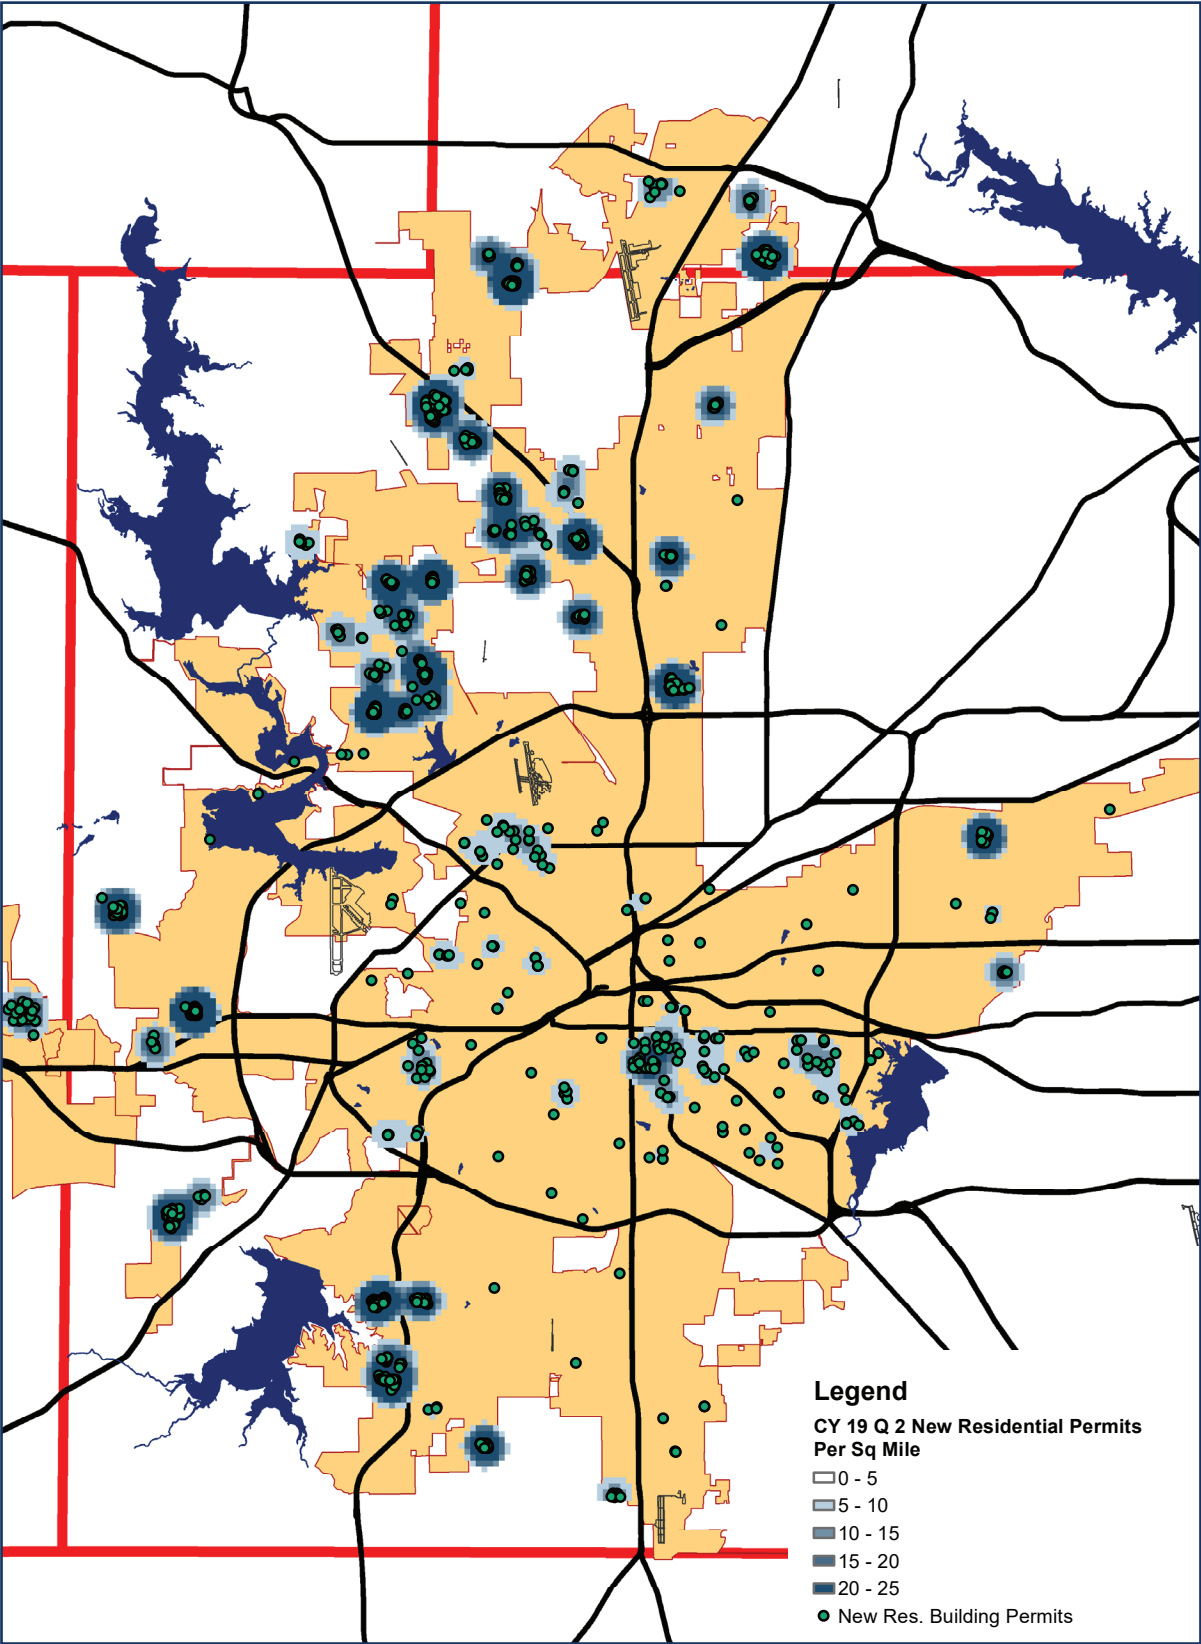 Legend
CY 19 Q 2 New Residential Permits
Per Sq Mile
0 - 5
5 - 10
10 - 15
15 - 20
20 - 25
New Res. Building Permits